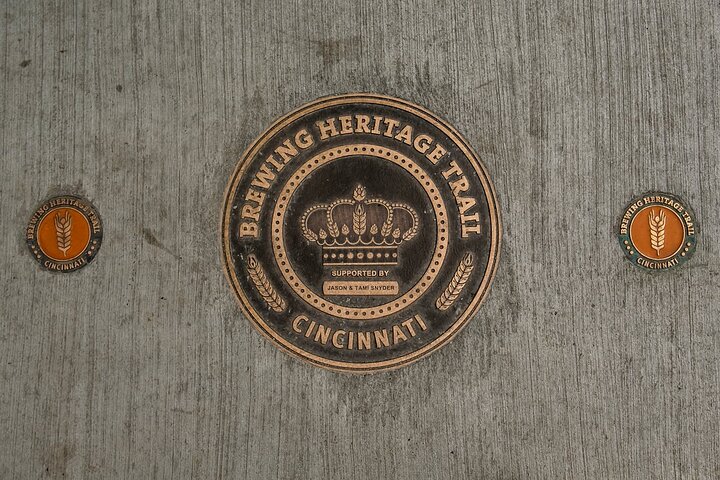 BREWING HERITAGE TRAIL
CINCINNATI
BREWING HERITAGE TRAIL
SUPPORTED BY
JASON & TAMI SNYDER
CINCINNATI
BREWING HERITAGE TRAIL
CINCINNATI